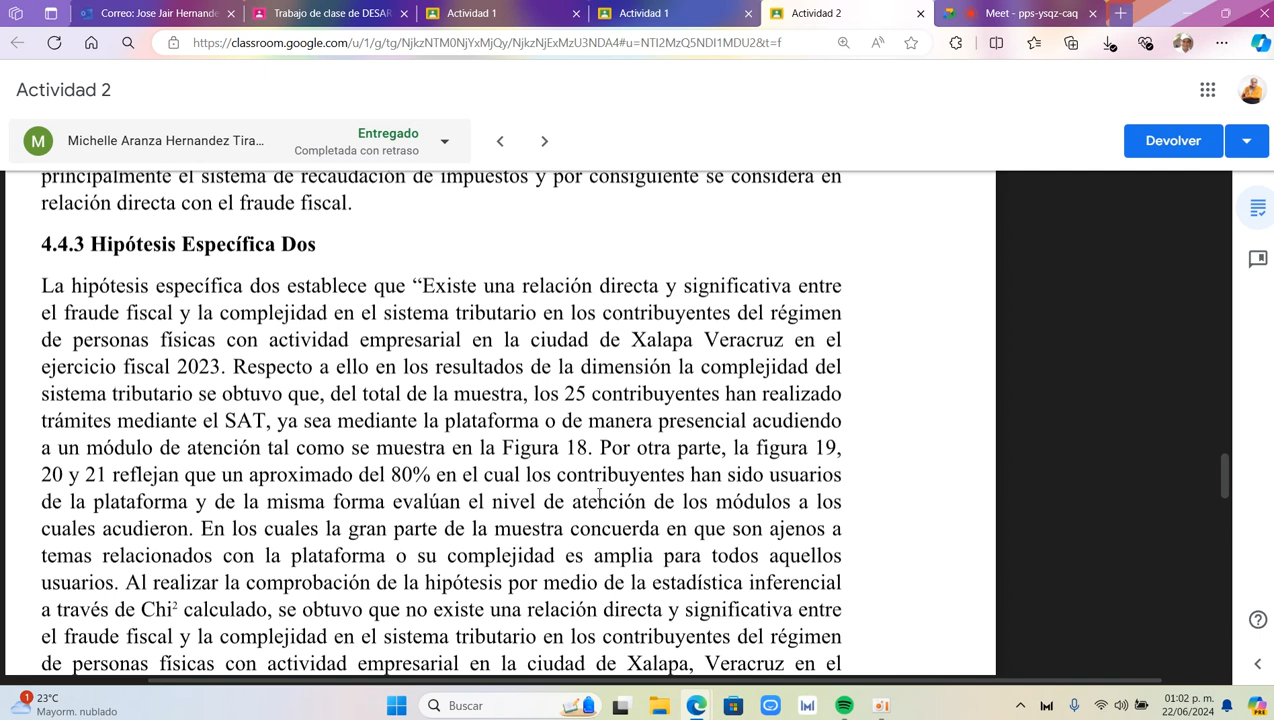 Correo: Jose Jair Hernande
Trabajo de clase de DESAR
Actividad 1
Actividad 1
Actividad 2
Meet - pps-ysqz-caq
https://classroom.google.com/u/1/g/tg/NjkzNTM0NjYxMjQy/NjkzNjExMzU3NDA4#u=NTI2MzQ5NDI1MDU2&t=f
Actividad 2
M
Michelle Aranza Hernandez Tira...
Entregado
Completada con retraso
Devolver
principalmente el sistema de recaudación de impuestos y por consiguiente se considera en
relación directa con el fraude fiscal.
4.4.3 Hipótesis Específica Dos
La hipótesis específica dos establece que “Existe una relación directa y significativa entre
el fraude fiscal y la complejidad en el sistema tributario en los contribuyentes del régimen
de personas físicas con actividad empresarial en la ciudad de Xalapa Veracruz en el
ejercicio fiscal 2023. Respecto a ello en los resultados de la dimensión la complejidad del
sistema tributario se obtuvo que, del total de la muestra, los 25 contribuyentes han realizado
trámites mediante el SAT, ya sea mediante la plataforma o de manera presencial acudiendo
a un módulo de atención tal como se muestra en la Figura 18. Por otra parte, la figura 19,
20 y 21 reflejan que un aproximado del 80% en el cual los contribuyentes han sido usuarios
de la plataforma y de la misma forma evalúan el nivel de atención de los módulos a los
cuales acudieron. En los cuales la gran parte de la muestra concuerda en que son ajenos a
temas relacionados con la plataforma o su complejidad es amplia para todos aquellos
usuarios. Al realizar la comprobación de la hipótesis por medio de la estadística inferencial
a través de Chi² calculado, se obtuvo que no existe una relación directa y significativa entre
el fraude fiscal y la complejidad en el sistema tributario en los contribuyentes del régimen
de personas físicas con actividad empresarial en la ciudad de Xalapa, Veracruz en el
1
23°C
Mayorm. nublado
Buscar
01:02 p. m.
22/06/2024
PRE